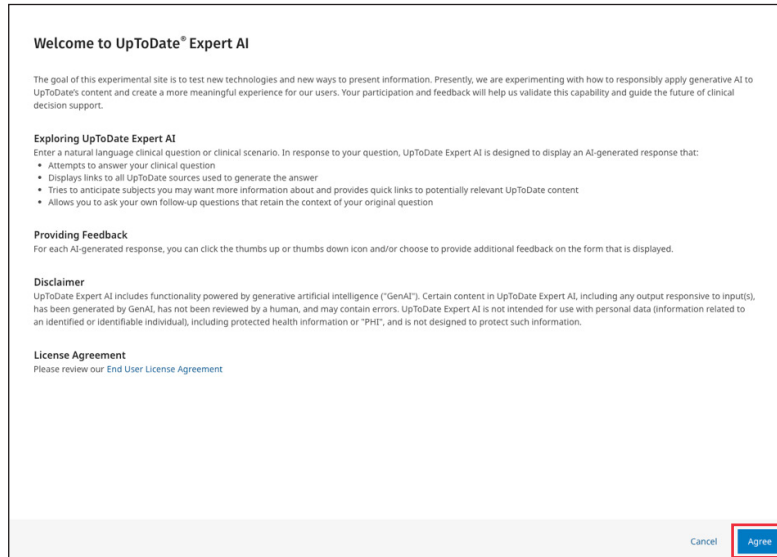 Welcome to UpToDate® Expert AI
The goal of this experimental site is to test new technologies and new ways to present information. Presently, we are experimenting with how to responsibly apply generative AI to
UpToDate's content and create a more meaningful experience for our users. Your participation and feedback will help us validate this capability and guide the future of clinical
decision support.
Exploring UpToDate Expert AI
Enter a natural language clinical question or clinical scenario. In response to your question, UpToDate Expert AI is designed to display an AI-generated response that:
• Attempts to answer your clinical question
• Displays links to all UpToDate sources used to generate the answer
• Tries to anticipate subjects you may want more information about and provides quick links to potentially relevant UpToDate content
• Allows you to ask your own follow-up questions that retain the context of your original question
Providing Feedback
For each AI-generated response, you can click the thumbs up or thumbs down icon and/or choose to provide additional feedback on the form that is displayed.
Disclaimer
UpToDate Expert AI includes functionality powered by generative artificial intelligence ("GenAI"). Certain content in UpToDate Expert AI, including any output responsive to input(s),
has been generated by GenAI, has not been reviewed by a human, and may contain errors. UpToDate Expert AI is not intended for use with personal data (information related to
an identified or identifiable individual), including protected health information or "PHI", and is not designed to protect such information.
License Agreement
Please review our End User License Agreement
Cancel Agree